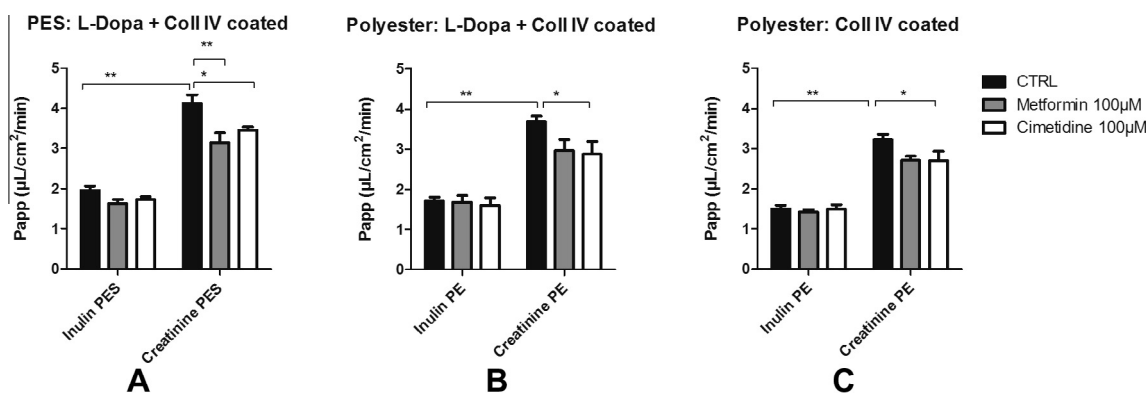 PES: L-Dopa + Coll IV coated
**
**
*
5
4
3
2
1
0
Papp (µL/cm²/min)
Inulin PES
Creatinine PES
A
Polyester: L-Dopa + Coll IV coated
**
*
5
4
3
2
1
0
Papp (µL/cm²/min)
Inulin PE
Creatinine PE
B
Polyester: Coll IV coated
**
*
5
4
3
2
1
0
Papp (µL/cm²/min)
Inulin PE
Creatinine PE
C
CTRL
Metformin 100µM
Cimetidine 100µM